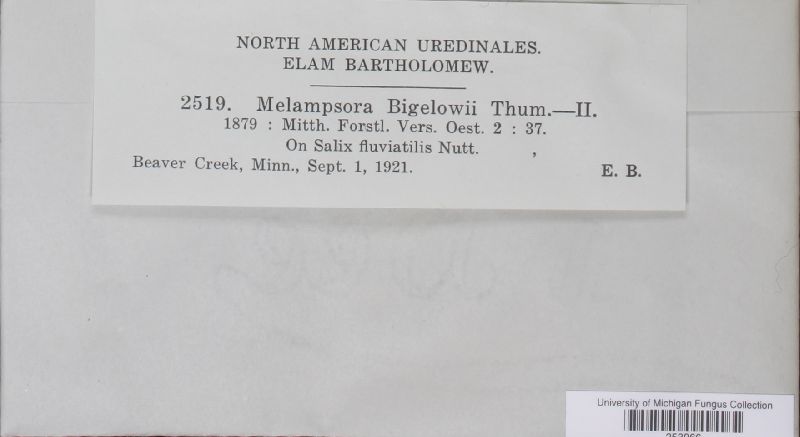 NORTH AMERICAN UREDINALES.
ELAM BARTHOLOMEW.
2519. Melampsora Bigelowii Thum.—II.
1879 : Mitth. Forstl. Vers. Oest. 2 : 37.
On Salix fluviatilis Nutt.
Beaver Creek, Minn., Sept. 1, 1921. E. B.
University of Michigan Fungus Collection